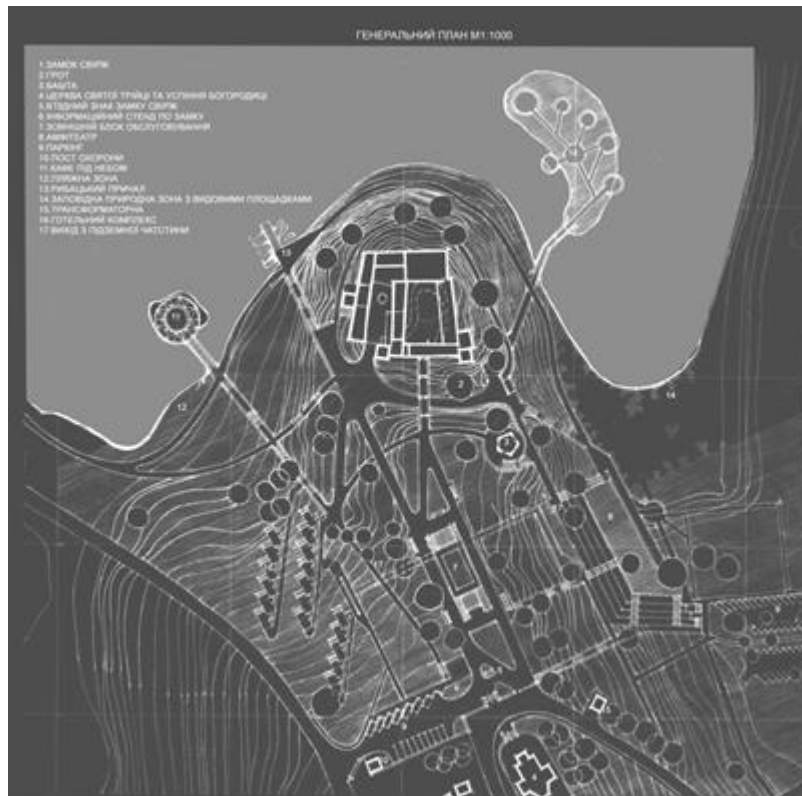 ГЕНЕРАЛЬНИЙ ПЛАН М1:1000
1 ЗАМОК СВІРЖ
2 ГРОТ
3 БАШТА
4 ЦЕРКВА СВЯТОЇ ТРІЙЦІ ТА УСПІННЯ БОГОРОДИЦІ
5 В'ЇЗДНИЙ ЗНАК ЗАМКУ СВІРЖ
6 ІНФОРМАЦІЙНИЙ СТЕНД ПО ЗАМКУ
7 ЗОВНІШНІЙ БЛОК ОБСЛУГОВУВАННЯ
8 АМФІТЕАТР
9 ПАРКІНГ
10 ПОСТ ОХОРОНИ
11 КАФЕ ПІД НЕБОМ
12 ПЛЯЖНА ЗОНА
13 РИБАЦЬКИЙ ПРИЧАЛ
14 ЗАПОВІДНА ПРИРОДНА ЗОНА З ВИДОВИМИ ПЛОЩАДКАМИ
15 ТРАНСФОРМАТОРНА
16 ГОТЕЛЬНИЙ КОМПЛЕКС
17 ВИХІД З ПІДЗЕМНОЇ ЧАСТИНИ
13
11
12
2
14